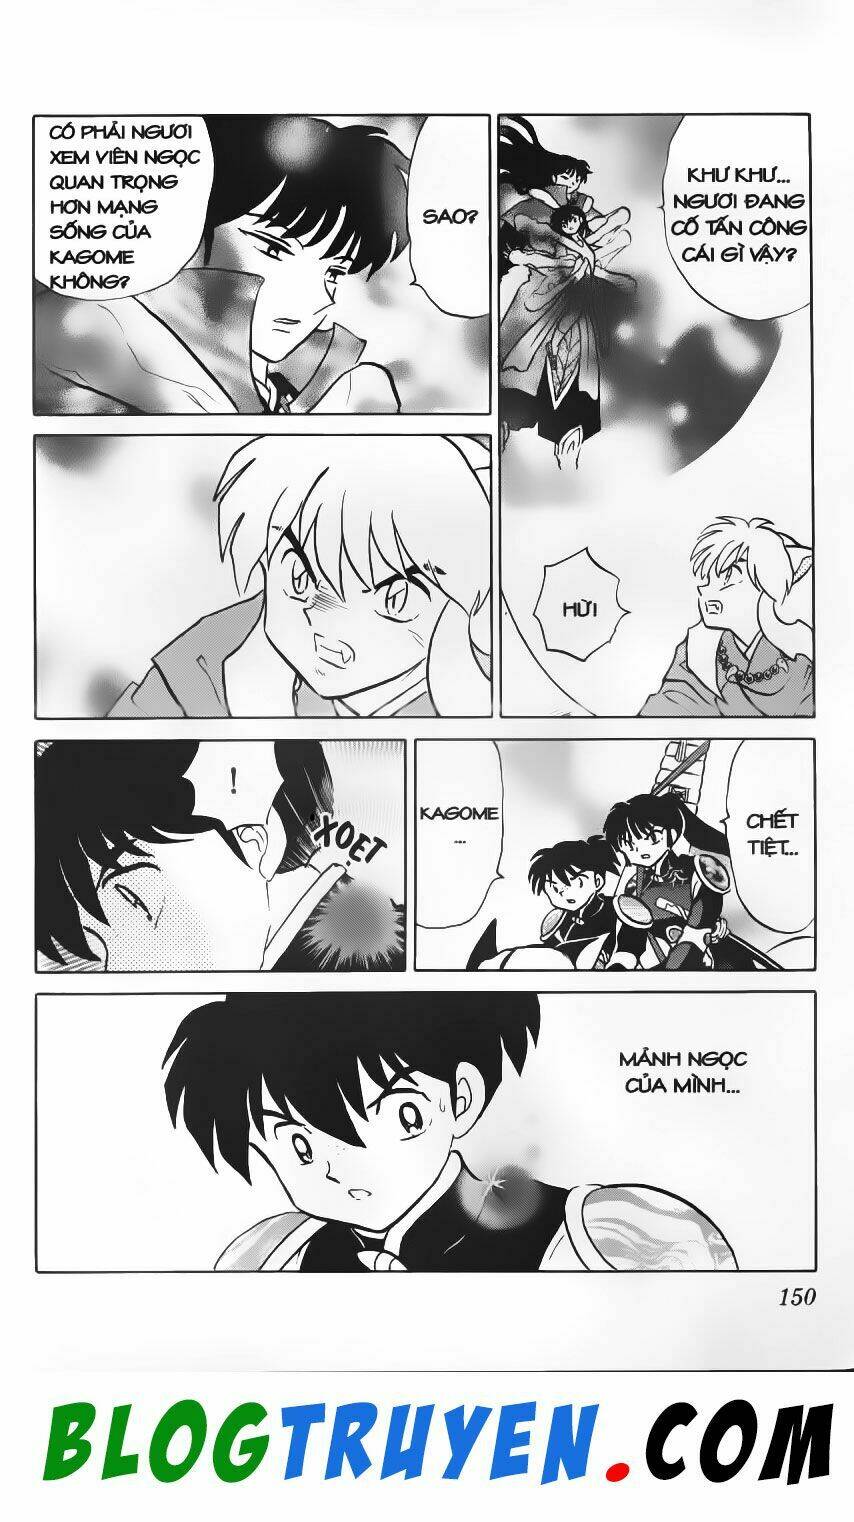 KHƯ KHƯ...
NGƯƠI ĐANG
CỐ TẤN CÔNG
CÁI GÌ VẬY?
HỪI
SAO?
CÓ PHẢI NGƯƠI
XEM VIÊN NGỌC
QUAN TRỌNG
HƠN MẠNG
SỐNG CỦA
KAGOME
KHÔNG?
CHẾT
TIỆT...
KAGOME
...
!
XOẸT
MẢNH NGỌC
CỦA MÌNH...
150
BLOGTRUYEN.COM